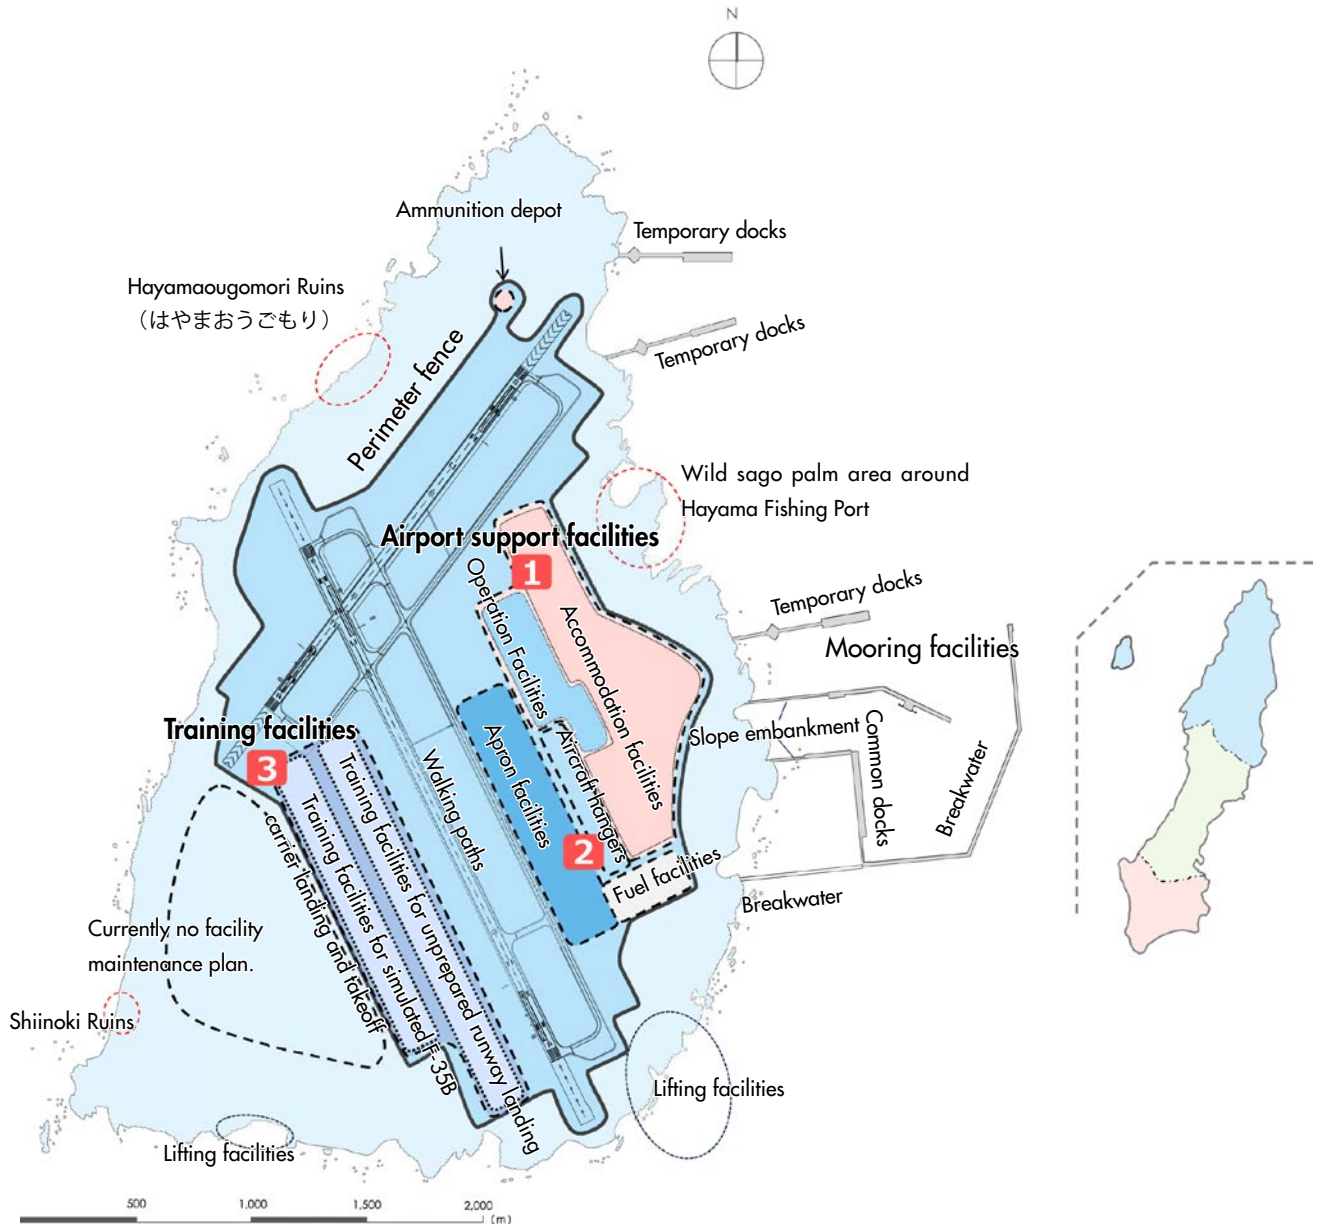 N
Ammunition depot
Temporary docks
Hayamaougomori Ruins
（はやまおうごもり）
Temporary docks
Perimeter fence
Wild sago palm area around
Hayama Fishing Port
Airport support facilities
1
Operation Facilities
Accommodation facilities
Temporary docks
Mooring facilities
Slope embankment
Common docks
Breakwater
Training facilities
3
Apron facilities
Aircraft hangers
2
Walking paths
Training facilities for unprepared runway landing
Training facilities for simulated F-35B
carrier landing and takeoff
Fuel facilities
Breakwater
Currently no facility
maintenance plan.
Shiinoki Ruins
Lifting facilities
Lifting facilities
500
1,000
1,500
2,000
(m)